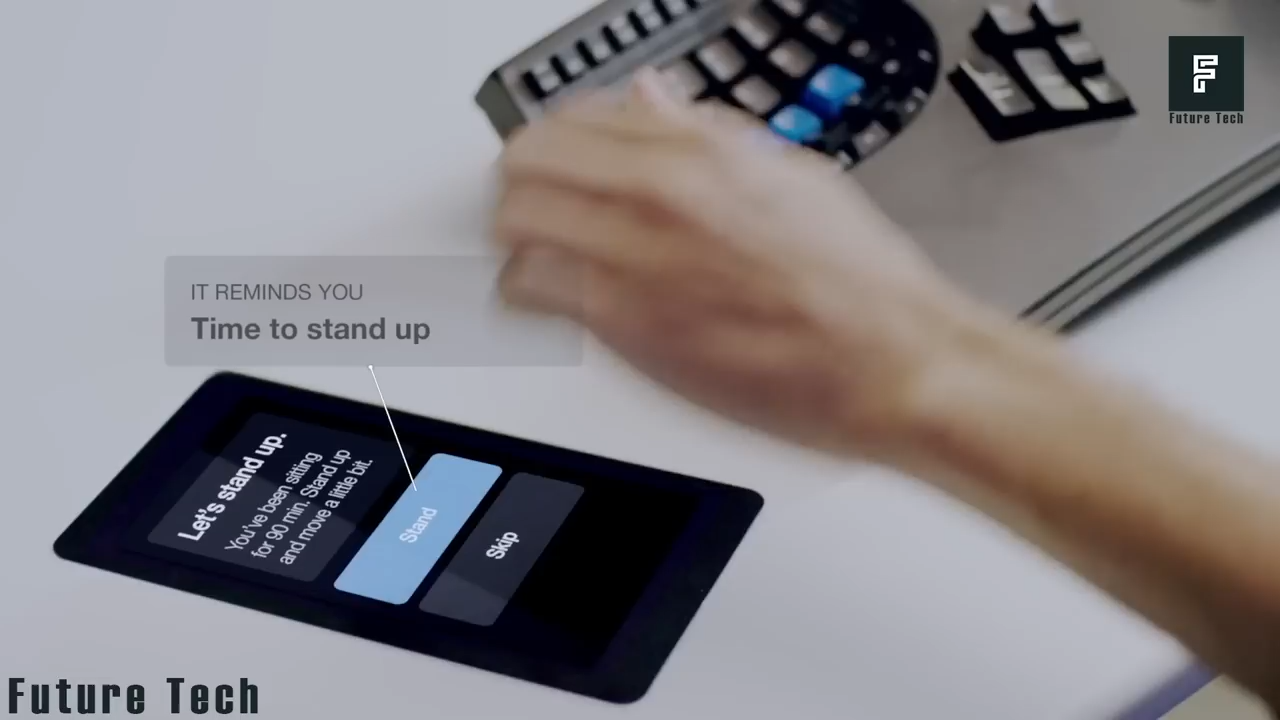 Future Tech
IT REMINDS YOU
Time to stand up
Let's stand up.
You've been sitting
for 90 min. Stand up
and move a little bit.
Stand
Skip
Future Tech